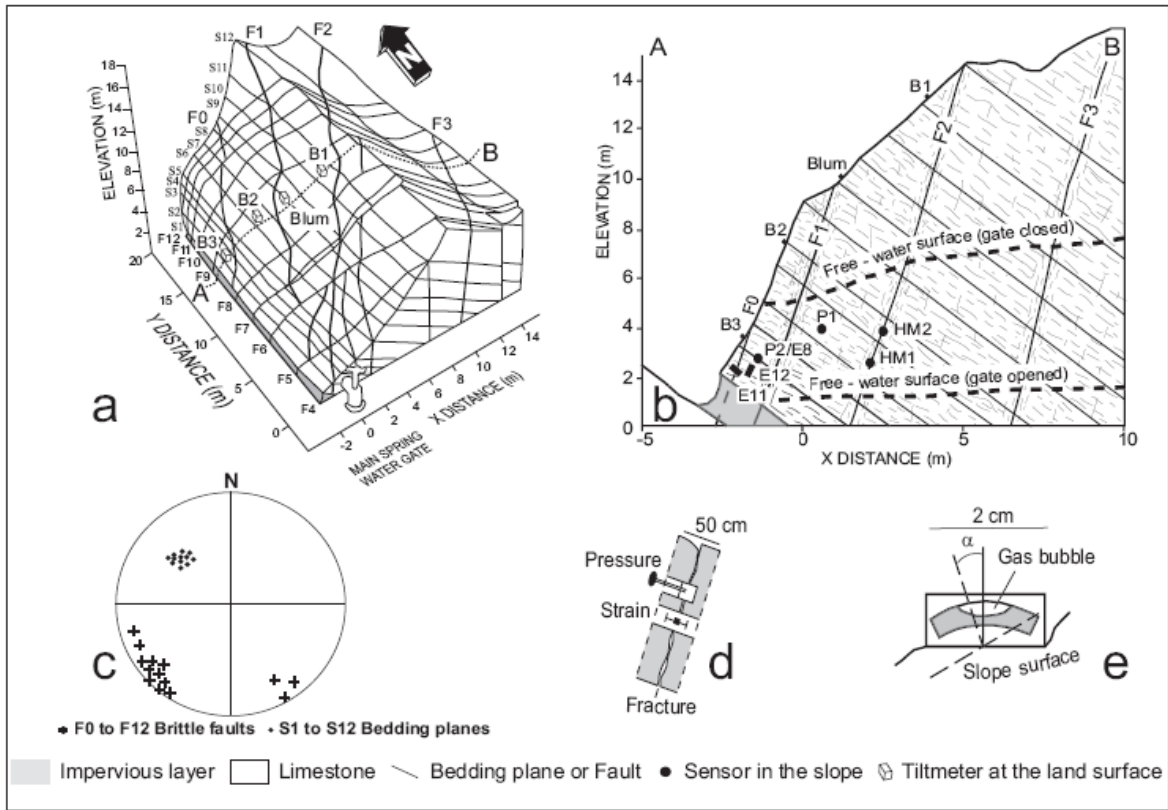 a
ELEVATION (m)
18
16
14
12
10
8
6
4
2
S12
S11
S10
S9
S8
S7
S6
S5
S4
S3
S2
S1
F0
F1
F2
F3
N
B
B1
Blum
B2
B3
A
F12
F11
F10
F9
F8
F7
F6
F5
F4
20
15
10
5
0
Y DISTANCE (m)
-2
0
2
4
6
8
10
12
14
X DISTANCE (m)
MAIN SPRING
WATER GATE
b
A
B
ELEVATION (m)
14
12
10
8
6
4
2
0
B1
Blum
B2
B3
F0
F1
F2
F3
Free - water surface (gate closed)
P1
HM2
P2/E8
HM1
E12
E11
Free - water surface (gate opened)
-5
0
5
10
X DISTANCE (m)
N
c
F0 to F12 Brittle faults
S1 to S12 Bedding planes
50 cm
Pressure
Strain
Fracture
d
2 cm
α
Gas bubble
Slope surface
e
Impervious layer
Limestone
Bedding plane or Fault
Sensor in the slope
Tiltmeter at the land surface